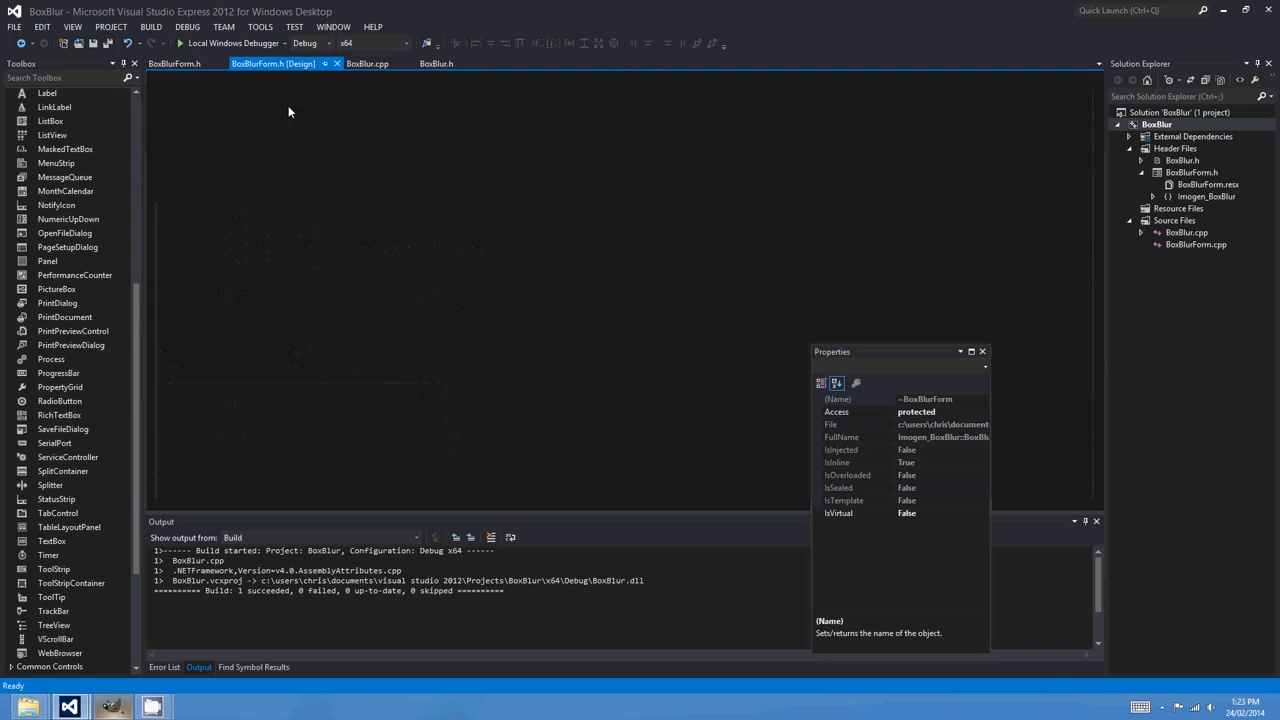 BoxBlur - Microsoft Visual Studio Express 2012 for Windows Desktop
Quick Launch (Ctrl+Q)
FILE EDIT VIEW PROJECT BUILD DEBUG TEAM TOOLS TEST WINDOW HELP
Local Windows Debugger Debug x64
Toolbox
Search Toolbox
Label
LinkLabel
ListBox
ListView
MaskedTextBox
MenuStrip
MessageQueue
MonthCalendar
NotifyIcon
NumericUpDown
OpenFileDialog
PageSetupDialog
Panel
PerformanceCounter
PictureBox
PrintDialog
PrintDocument
PrintPreviewControl
PrintPreviewDialog
Process
ProgressBar
PropertyGrid
RadioButton
RichTextBox
SaveFileDialog
SerialPort
ServiceController
SplitContainer
Splitter
StatusStrip
TabControl
TableLayoutPanel
TextBox
Timer
ToolStrip
ToolStripContainer
ToolTip
TrackBar
TreeView
VScrollBar
WebBrowser
Common Controls
BoxBlurForm.h BoxBlurForm.h [Design] BoxBlur.cpp BoxBlur.h
Properties
(Name) ~BoxBlurForm
Access protected
File c:\users\chris\document
FullName Imogen_BoxBlur::BoxBlu
IsInjected False
IsInline True
IsOverloaded False
IsSealed False
IsTemplate False
IsVirtual False
(Name)
Sets/returns the name of the object.
Output
Show output from: Build
1>------ Build started: Project: BoxBlur, Configuration: Debug x64 ------
1> BoxBlur.cpp
1> .NETFramework,Version=v4.0.AssemblyAttributes.cpp
1> BoxBlur.vcxproj -> c:\users\chris\documents\visual studio 2012\Projects\BoxBlur\x64\Debug\BoxBlur.dll
========== Build: 1 succeeded, 0 failed, 0 up-to-date, 0 skipped ==========
Error List Output Find Symbol Results
Solution Explorer
Search Solution Explorer (Ctrl+;)
Solution 'BoxBlur' (1 project)
BoxBlur
External Dependencies
Header Files
BoxBlur.h
BoxBlurForm.h
BoxBlurForm.resx
Imogen_BoxBlur
Resource Files
Source Files
BoxBlur.cpp
BoxBlurForm.cpp
Ready
1:23 PM
24/02/2014